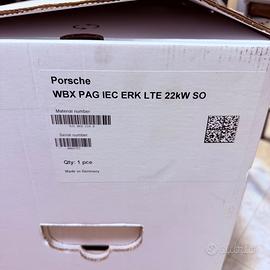 Porsche
WBX PAG IEC ERK LTE 22kW SO
Material number:
Serial number:
Qty: 1 pce
Made in Germany